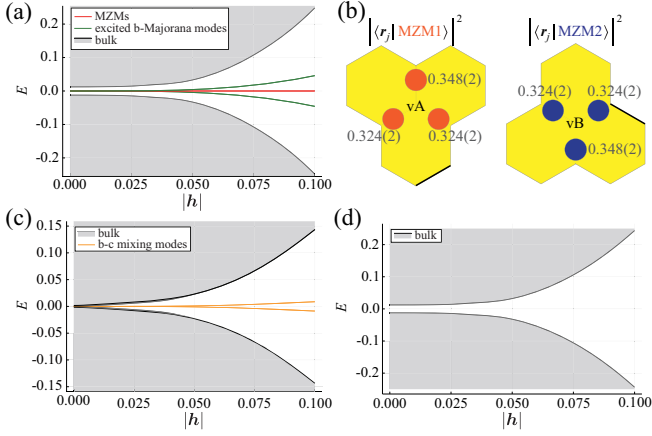 (a)
MZMs
excited b-Majorana modes
bulk
E
0.2
0.1
0.0
-0.1
-0.2
0.000
0.025
0.050
0.075
0.100
|h|
(b)
|⟨r_j|MZM1⟩|²
|⟨r_j|MZM2⟩|²
0.348(2)
vA
0.324(2)
0.324(2)
0.324(2)
0.324(2)
vB
0.348(2)
(c)
bulk
b-c mixing modes
E
0.15
0.10
0.05
0.00
-0.05
-0.10
-0.15
0.000
0.025
0.050
0.075
0.100
|h|
(d)
bulk
E
0.2
0.1
0.0
-0.1
-0.2
0.000
0.025
0.050
0.075
0.100
|h|